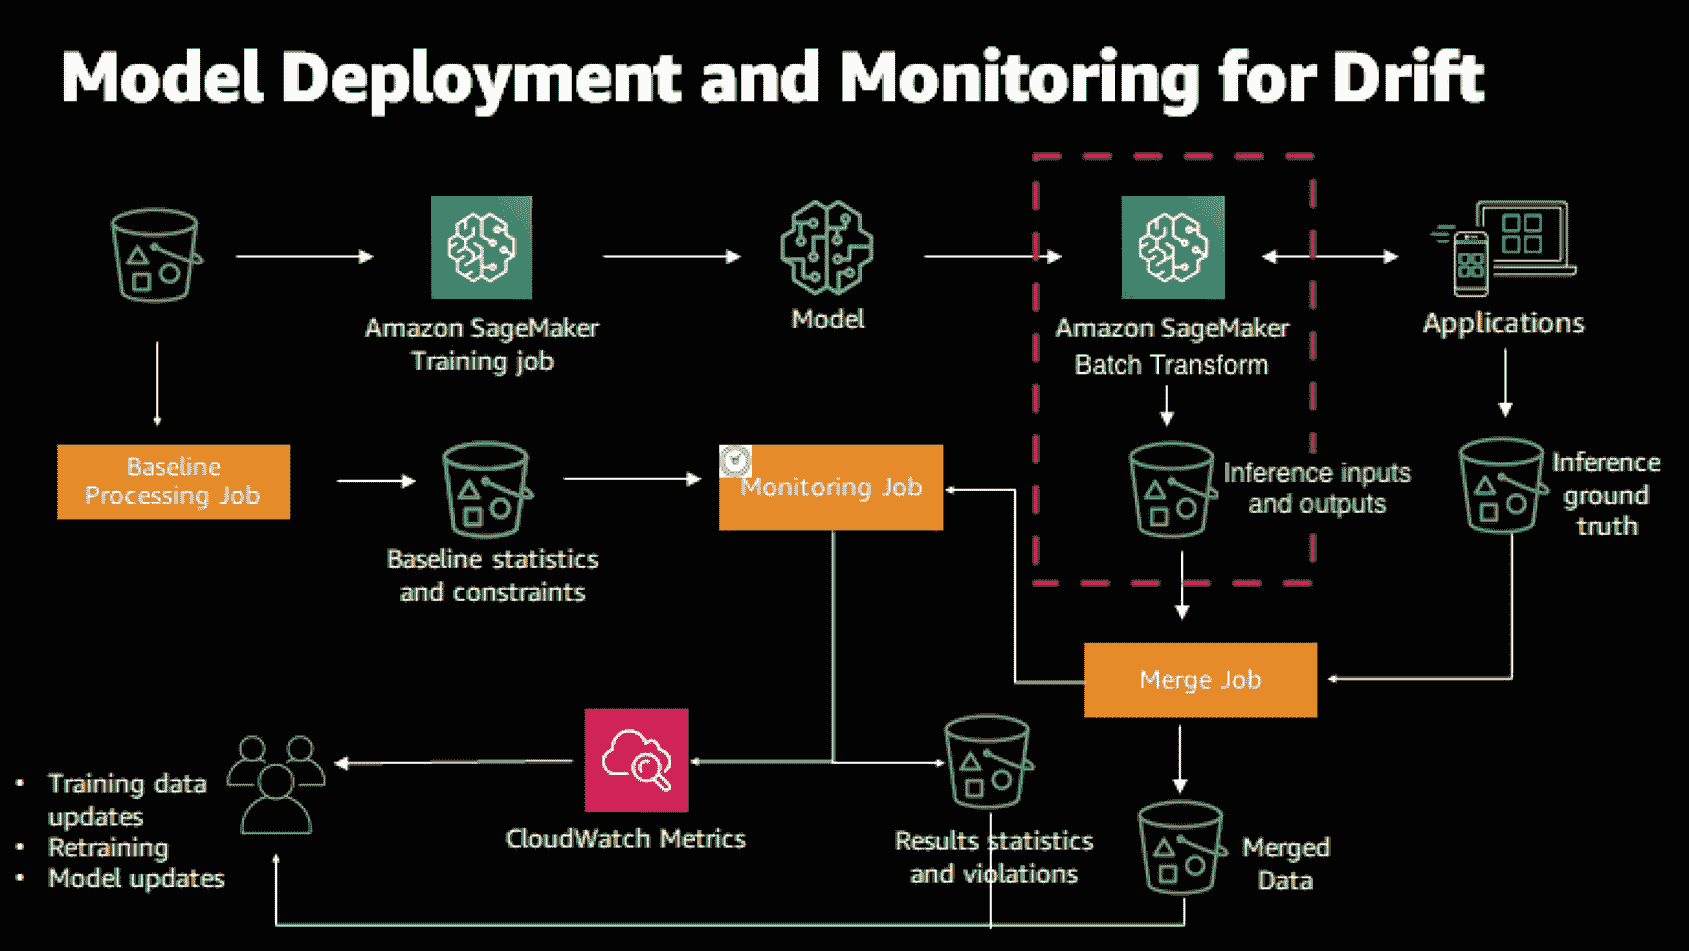 Model Deployment and Monitoring for Drift
Amazon SageMaker
Training job
Model
Amazon SageMaker
Batch Transform
Applications
Baseline
Processing Job
Baseline statistics
and constraints
Monitoring Job
Inference inputs
and outputs
Inference
ground
truth
Merge Job
• Training data
updates
• Retraining
• Model updates
CloudWatch Metrics
Results statistics
and violations
Merged
Data